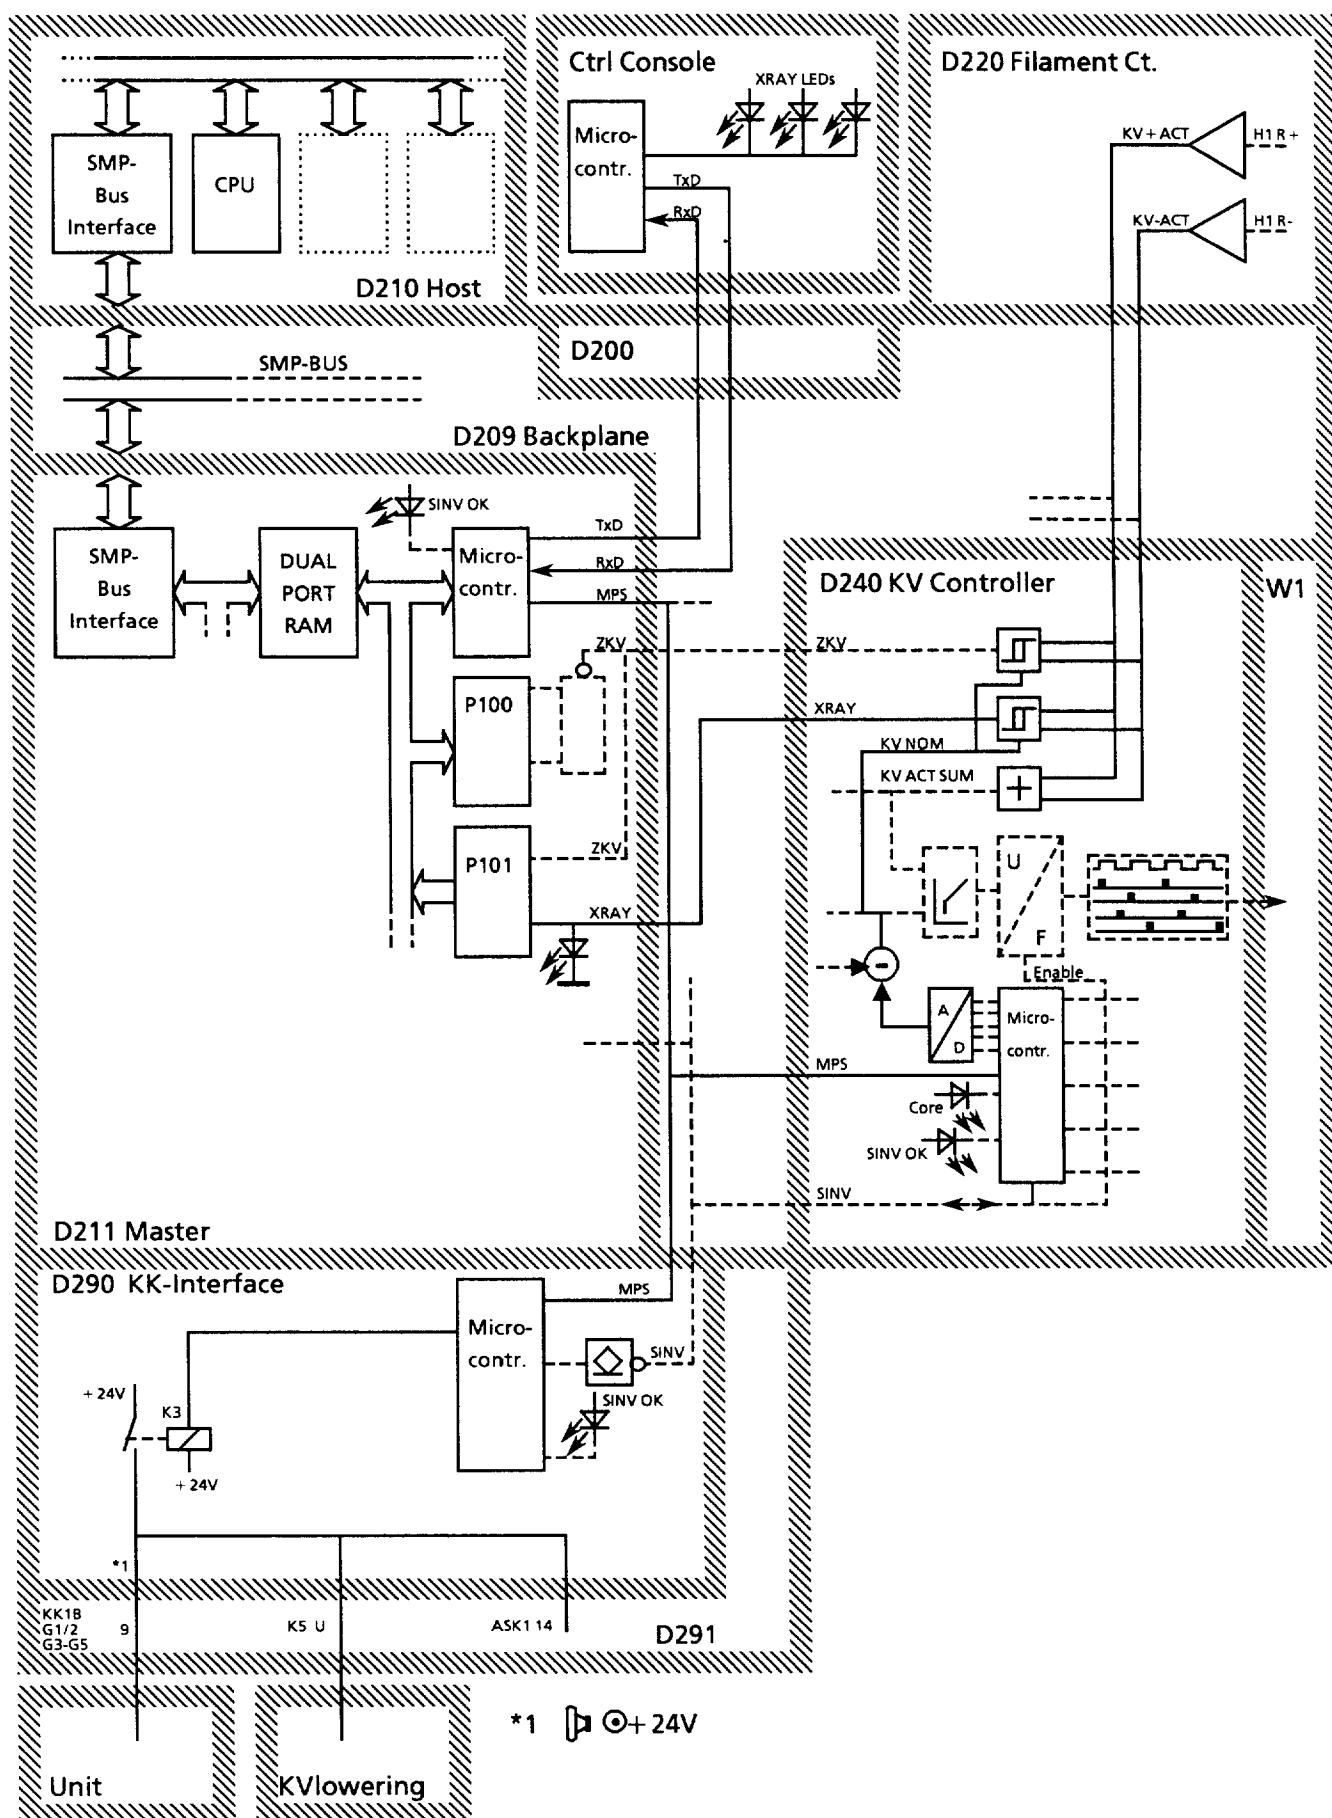 Ctrl Console
D220 Filament Ct.
XRAY LEDs
Micro-
contr.
TxD
RxD
KV + ACT
H1 R +
KV-ACT
H1 R -
SMP-
Bus
Interface
CPU
D210 Host
D200
SMP-BUS
D209 Backplane
SINV OK
SMP-
Bus
Interface
DUAL
PORT
RAM
Micro-
contr.
TxD
RxD
MPS
D240 KV Controller
W1
ZKV
ZKV
P100
XRAY
KV NOM
KV ACT SUM
P101
ZKV
XRAY
U
F
Enable
A
D
Micro-
contr.
MPS
Core
SINV OK
SINV
D211 Master
D290 KK-Interface
MPS
Micro-
contr.
SINV
SINV OK
+ 24V
K3
+ 24V
*1
KK1B
G1/2
G3-G5
9
K5 U
ASK1 14
D291
*1
+ 24V
Unit
KVlowering